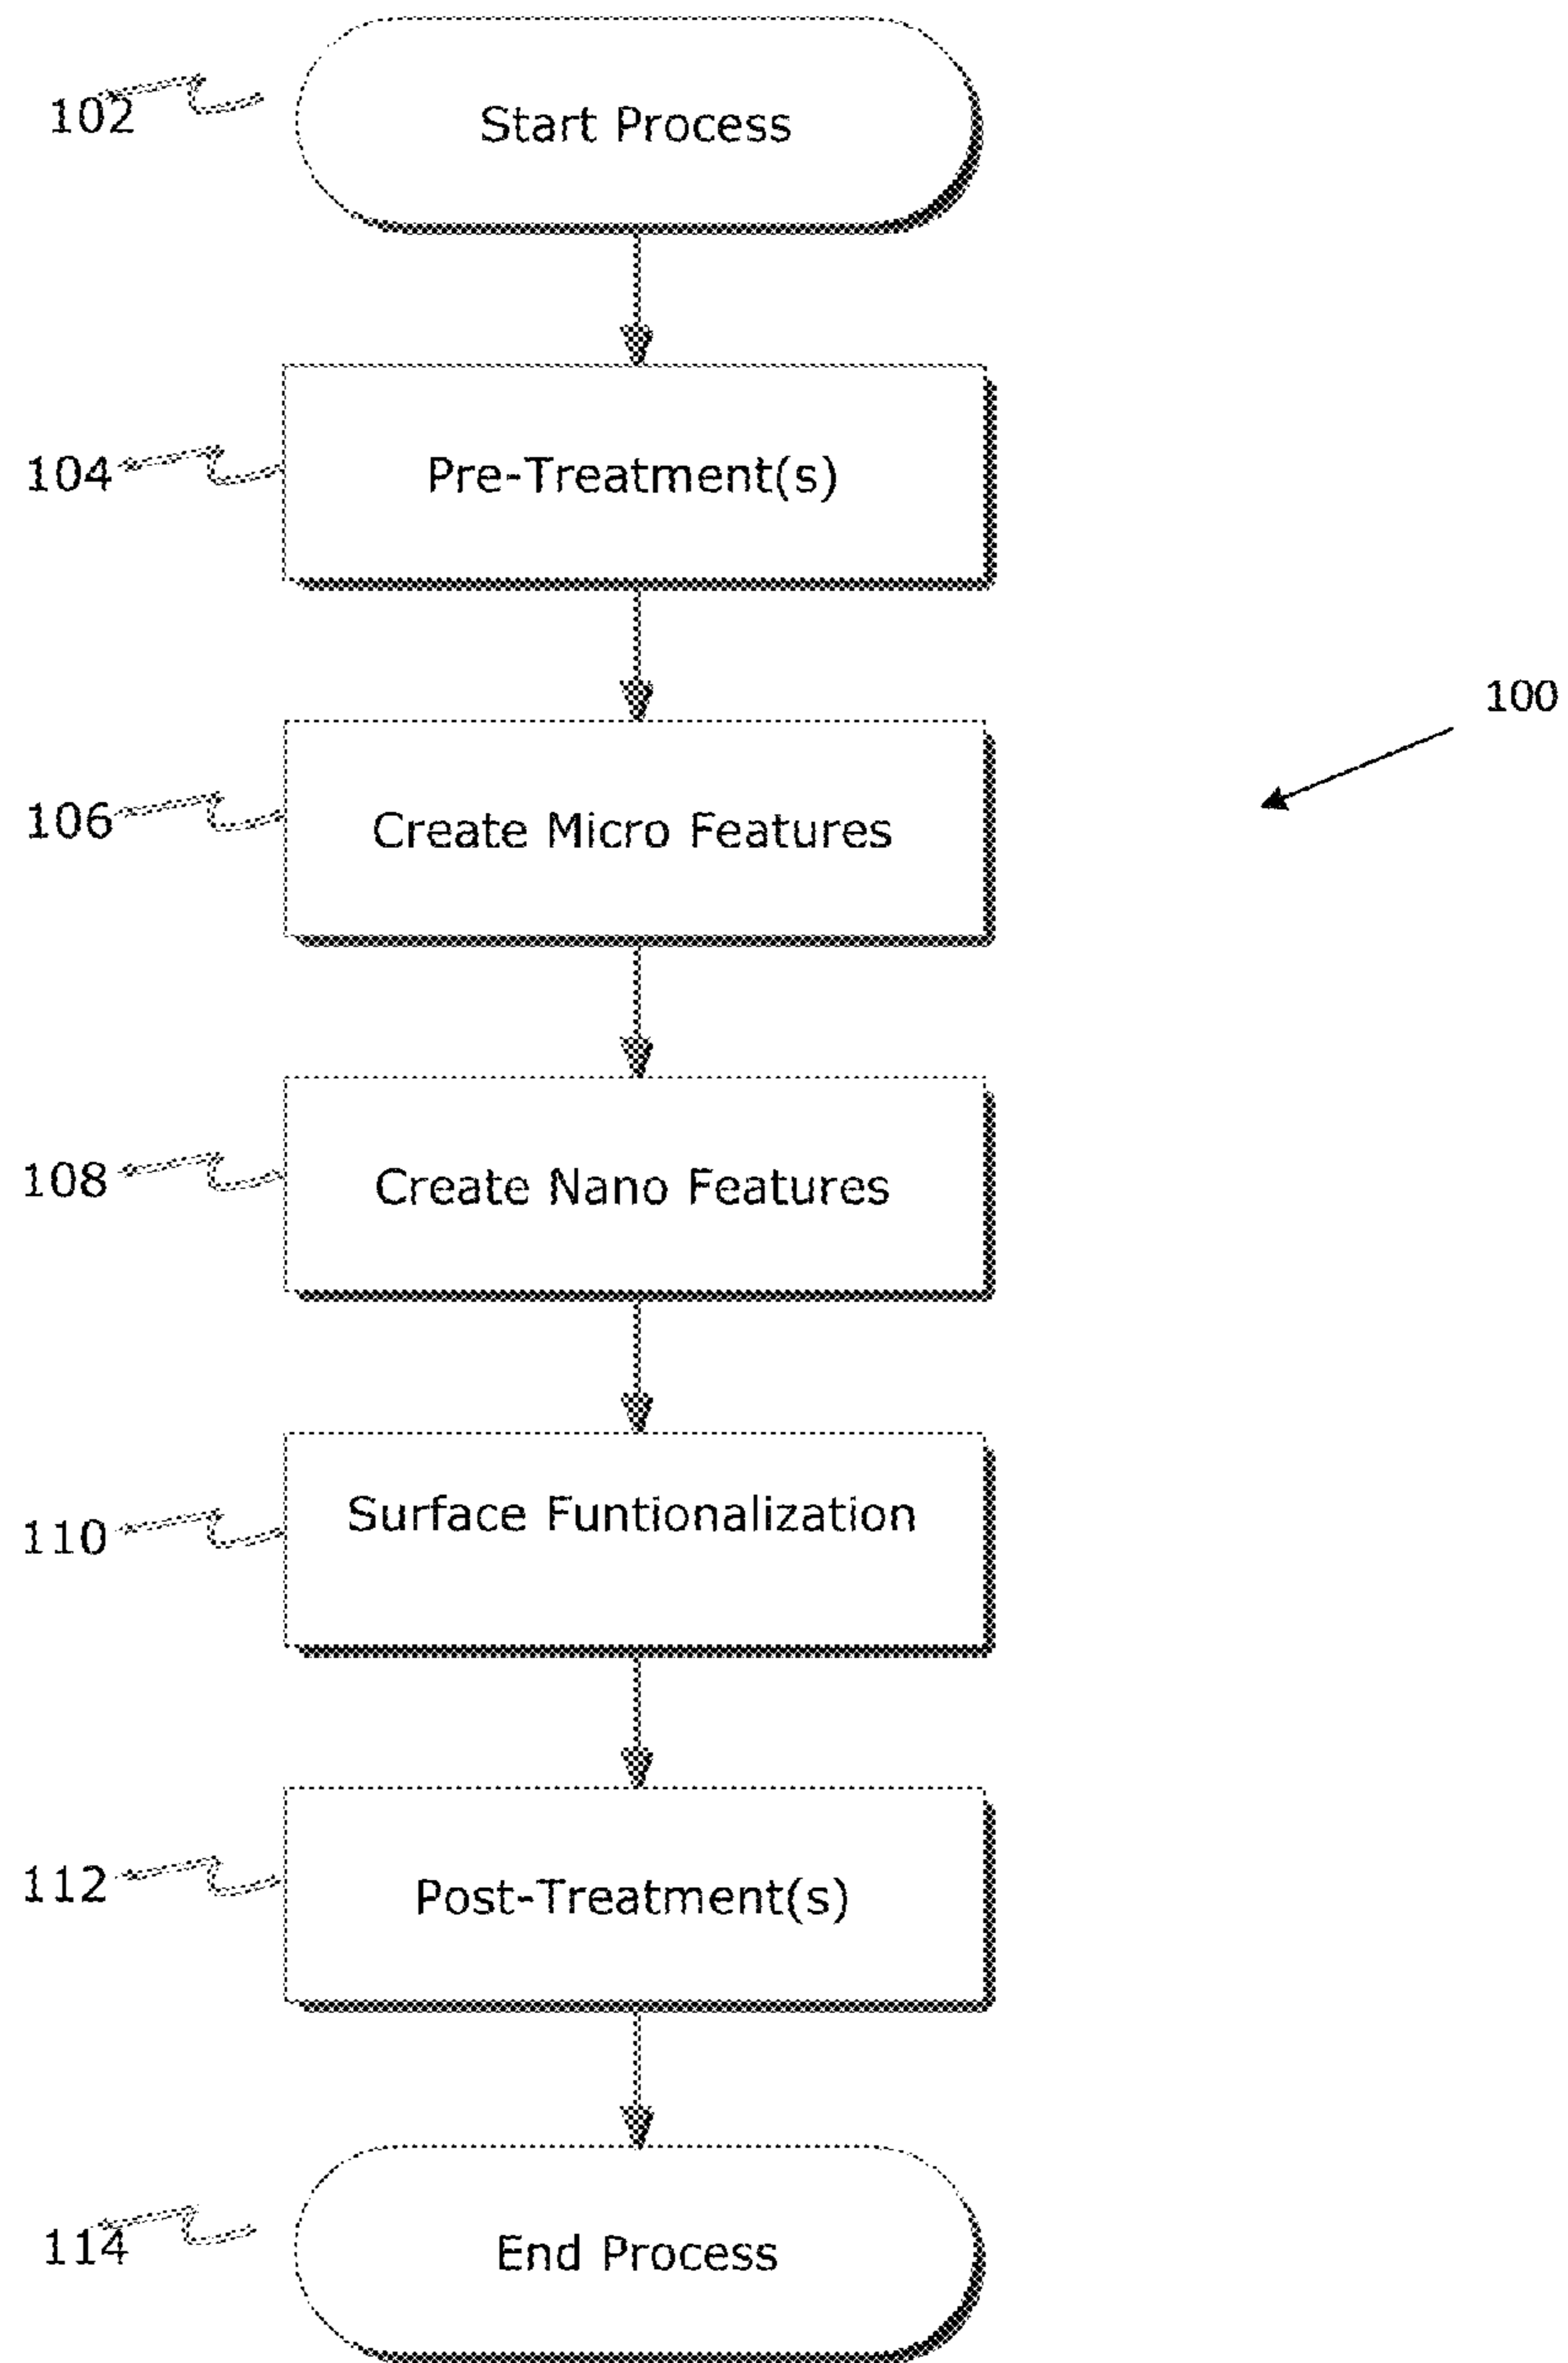 102
Start Process
104
Pre-Treatment(s)
100
106
Create Micro Features
108
Create Nano Features
110
Surface Funtionalization
112
Post-Treatment(s)
114
End Process